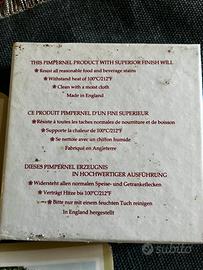 THIS PIMPERNEL PRODUCT WITH SUPERIOR FINISH WILL
Resist all reasonable food and beverage stains
Withstand heat of 100°C/212°F
Clean with a moist cloth
Made in England
CE PRODUIT PIMPERNEL D'UN FINI SUPERIEUR
Résiste à toutes les taches normales de nourriture et de boisson
Supporte la chaleur de 100°C/212°F
Se nettoie avec un chiffon humide
Fabriqué en Angleterre
DIESES PIMPERNEL ERZEUGNIS
IN HOCHWERTIGER AUSFÜHRUNG
Widersteht allen normalen Speise- und Getränkeflecken
Verträgt Hitze bis 100°C/212°F
Bitte nur mit einem feuchten Tuch reinigen
In England hergestellt
subito